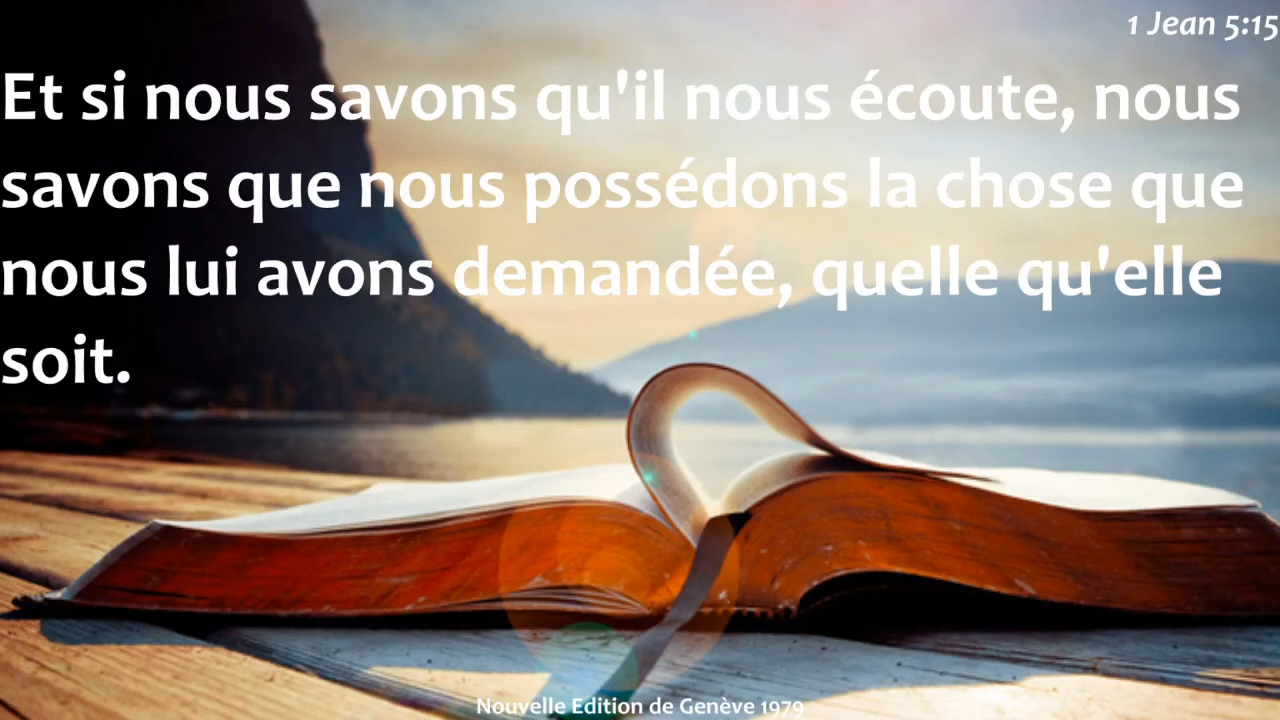 1 Jean 5:15
Et si nous savons qu'il nous écoute, nous
savons que nous possédons la chose que
nous lui avons demandée, quelle qu'elle
soit.
Nouvelle Edition de Genève 1979